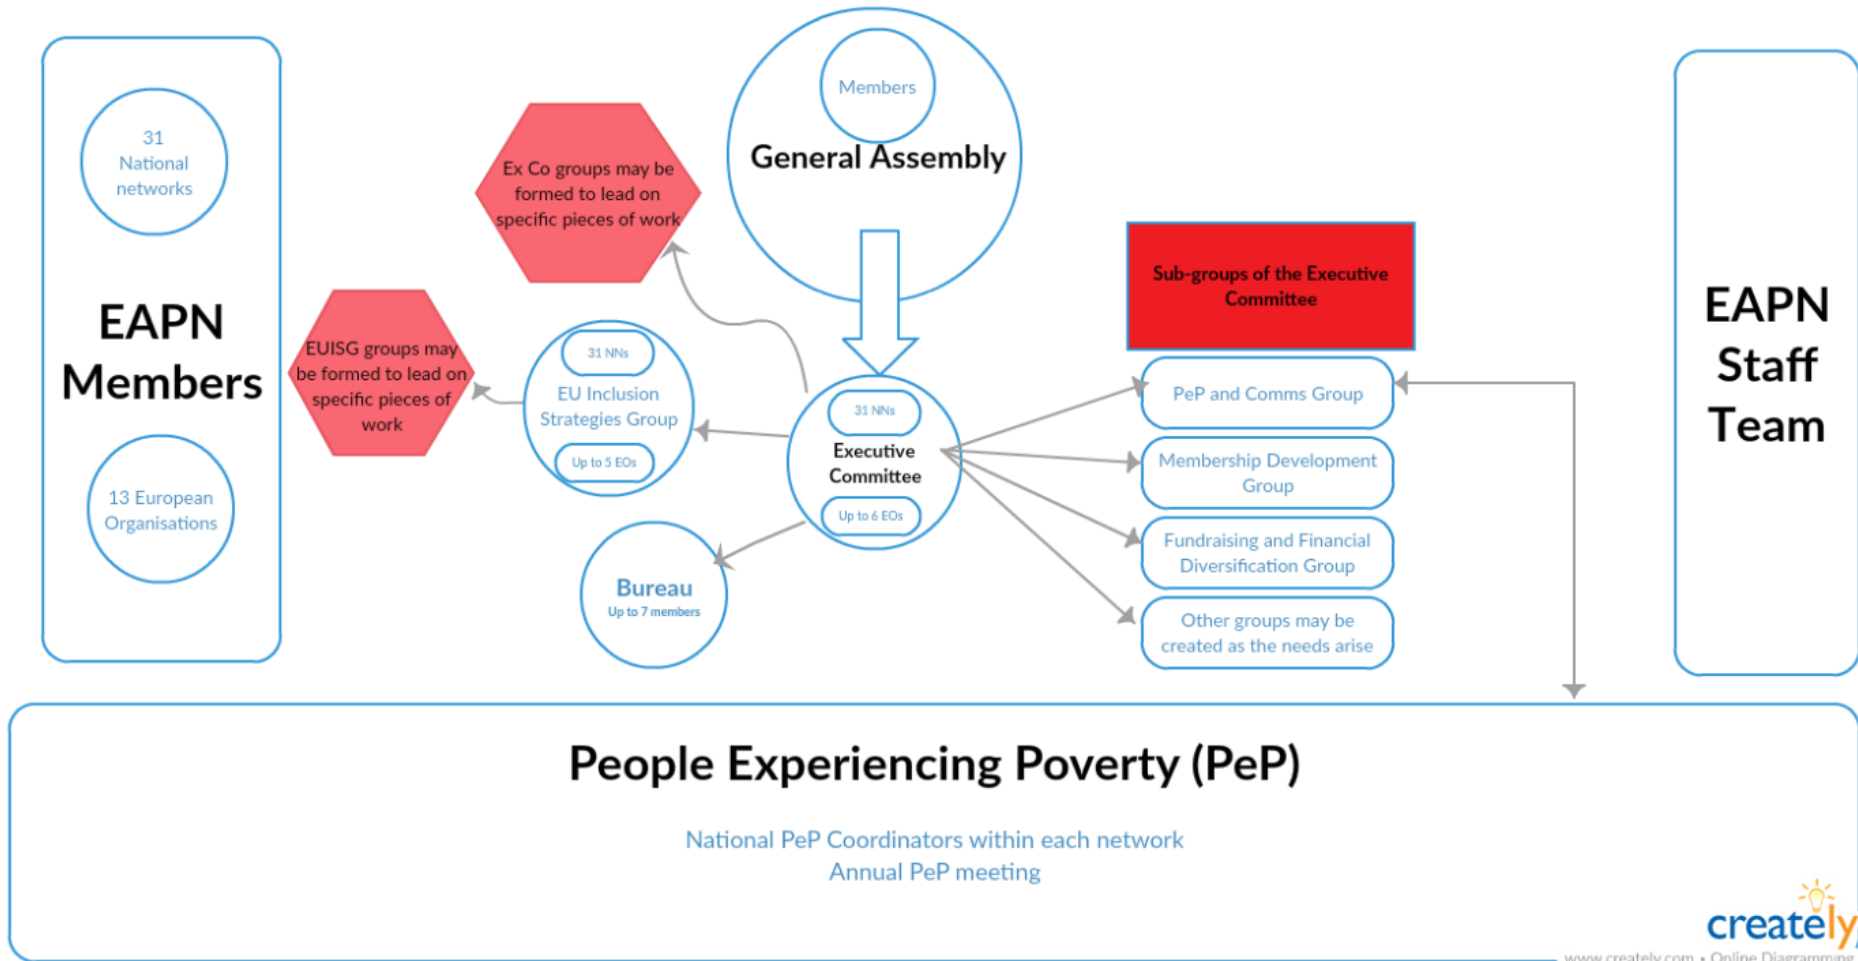 31
National
networks
EAPN
Members
13 European
Organisations
Ex Co groups may be
formed to lead on
specific pieces of work
EUISG groups may
be formed to lead on
specific pieces of
work
Members
General Assembly
31 NNs
EU Inclusion
Strategies Group
Up to 5 EOs
31 NNs
Executive
Committee
Up to 6 EOs
Bureau
Up to 7 members
Sub-groups of the Executive
Committee
PeP and Comms Group
Membership Development
Group
Fundraising and Financial
Diversification Group
Other groups may be
created as the needs arise
EAPN
Staff
Team
People Experiencing Poverty (PeP)
National PeP Coordinators within each network
Annual PeP meeting
creately
www.creately.com • Online Diagramming